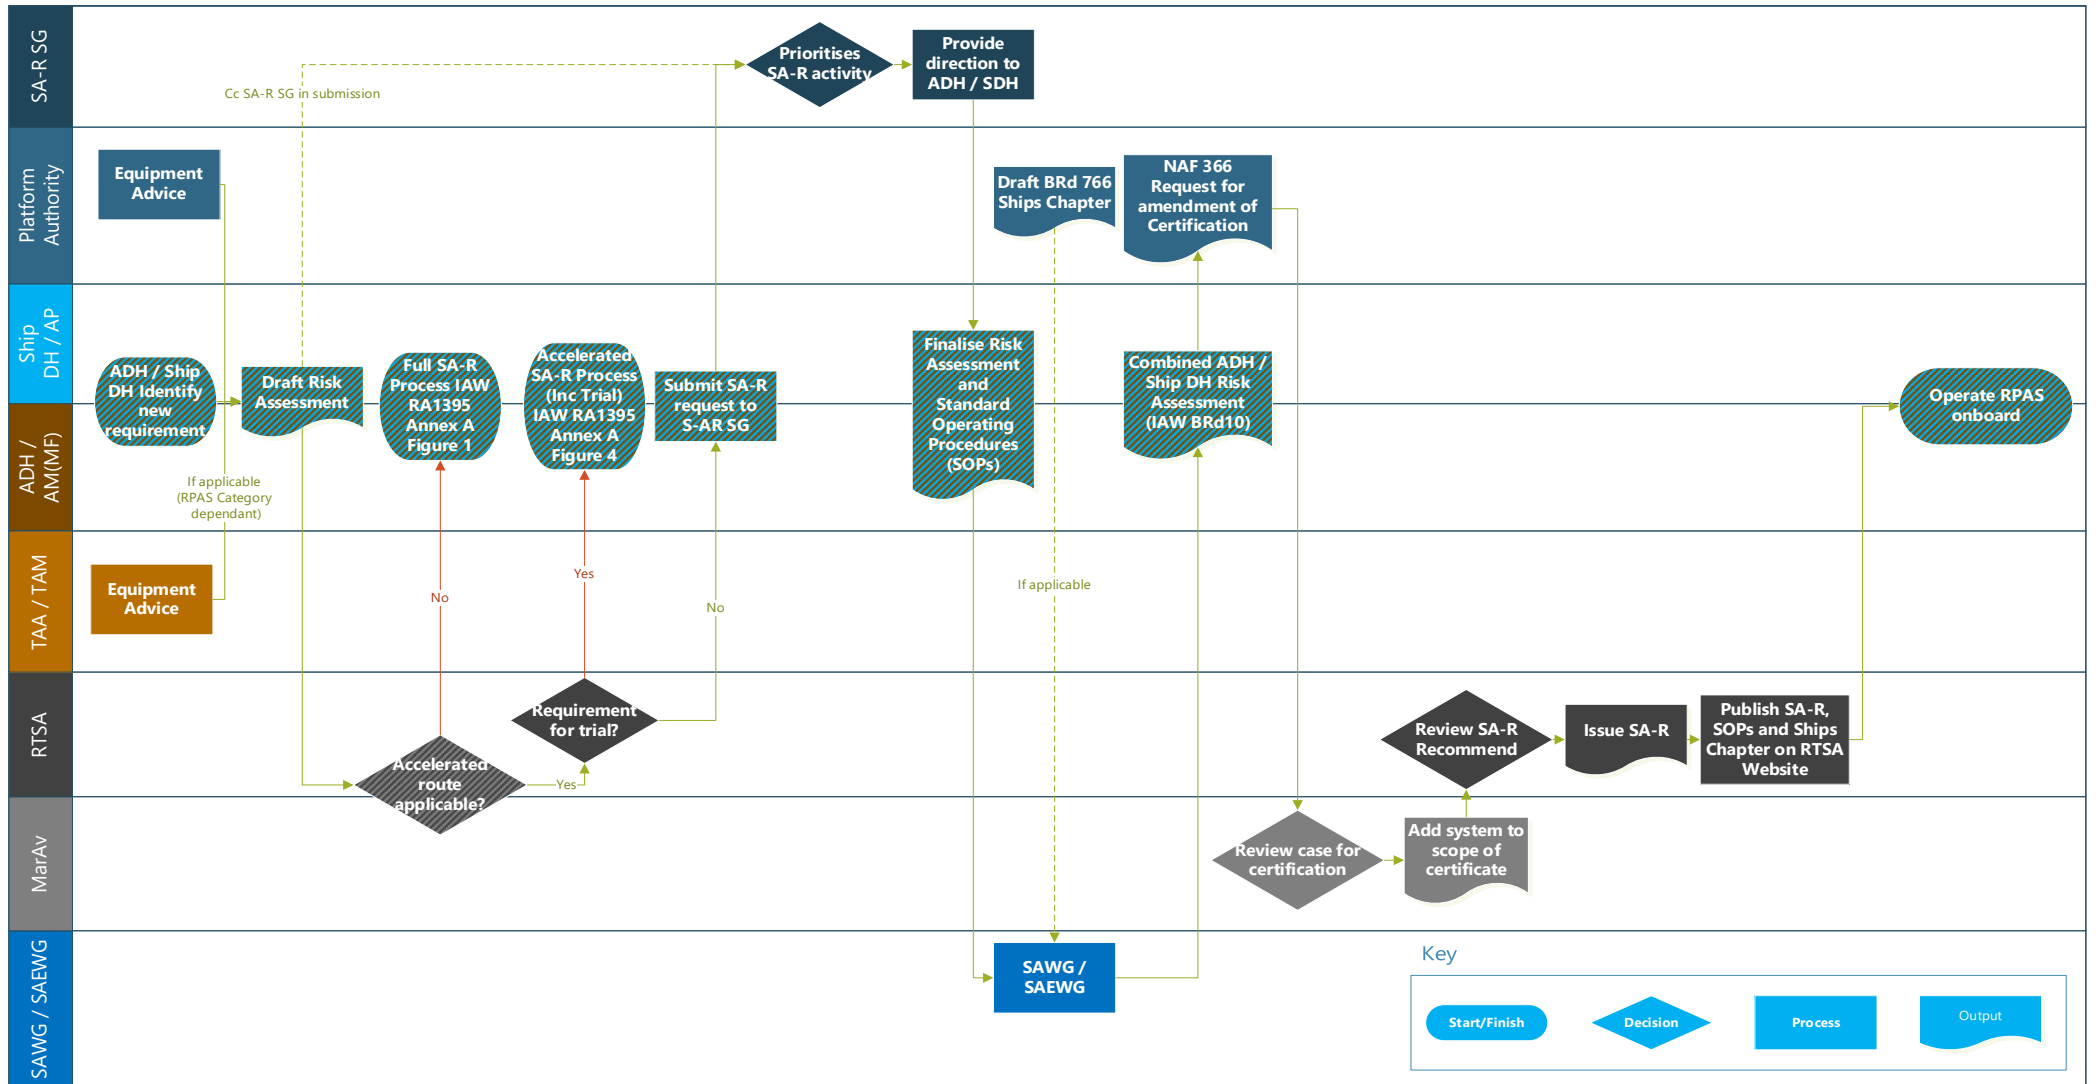 SA-R SG
Prioritises
SA-R activity
Provide
direction to
ADH / SDH
Cc SA-R SG in submission
Platform
Authority
Equipment
Advice
Draft BRd 766
Ships Chapter
NAF 366
Request for
amendment of
Certification
Ship
DH / AP
ADH /
AM(MF)
ADH / Ship
DH Identify
new
requirement
Draft Risk
Assessment
Full SA-R
Process IAW
RA1395
Annex A
Figure 1
Accelerated
SA-R Process
(Inc Trial)
IAW RA1395
Annex A
Figure 4
Submit SA-R
request to
S-AR SG
Finalise Risk
Assessment
and
Standard
Operating
Procedures
(SOPs)
Combined ADH /
Ship DH Risk
Assessment
(IAW BRd10)
Operate RPAS
onboard
If applicable
(RPAS Category
dependant)
TAA / TAM
Equipment
Advice
No
Yes
No
If applicable
RTSA
Accelerated
route
applicable?
Yes
Requirement
for trial?
Review SA-R
Recommend
Issue SA-R
Publish SA-R,
SOPs and Ships
Chapter on RTSA
Website
MarAv
Review case for
certification
Add system to
scope of
certificate
SAWG / SAEWG
SAWG /
SAEWG
Key
Start/Finish
Decision
Process
Output